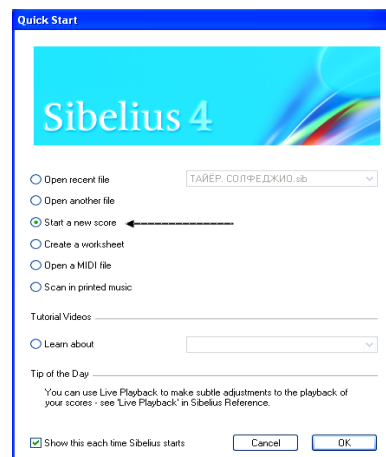 Quick Start
Sibelius 4
Open recent file ТАЙЁР. СОЛФЕДЖИО.sib
Open another file
Start a new score
Create a worksheet
Open a MIDI file
Scan in printed music
Tutorial Videos
Learn about
Tip of the Day
You can use Live Playback to make subtle adjustments to the playback of
your scores - see 'Live Playback' in Sibelius Reference.
Show this each time Sibelius starts Cancel OK